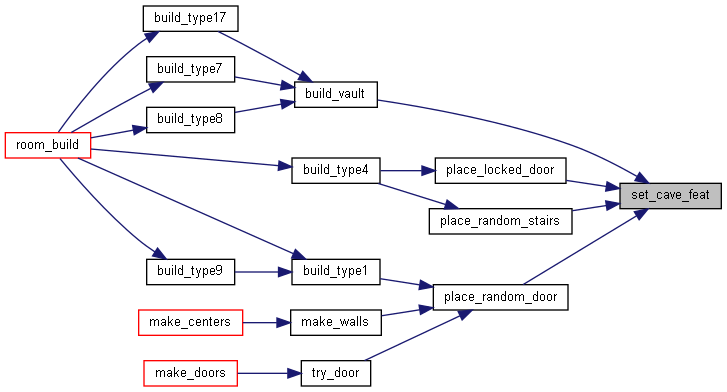 build_type17
build_type7
build_vault
build_type8
room_build
build_type4
place_locked_door
set_cave_feat
place_random_stairs
build_type9
build_type1
place_random_door
make_centers
make_walls
make_doors
try_door